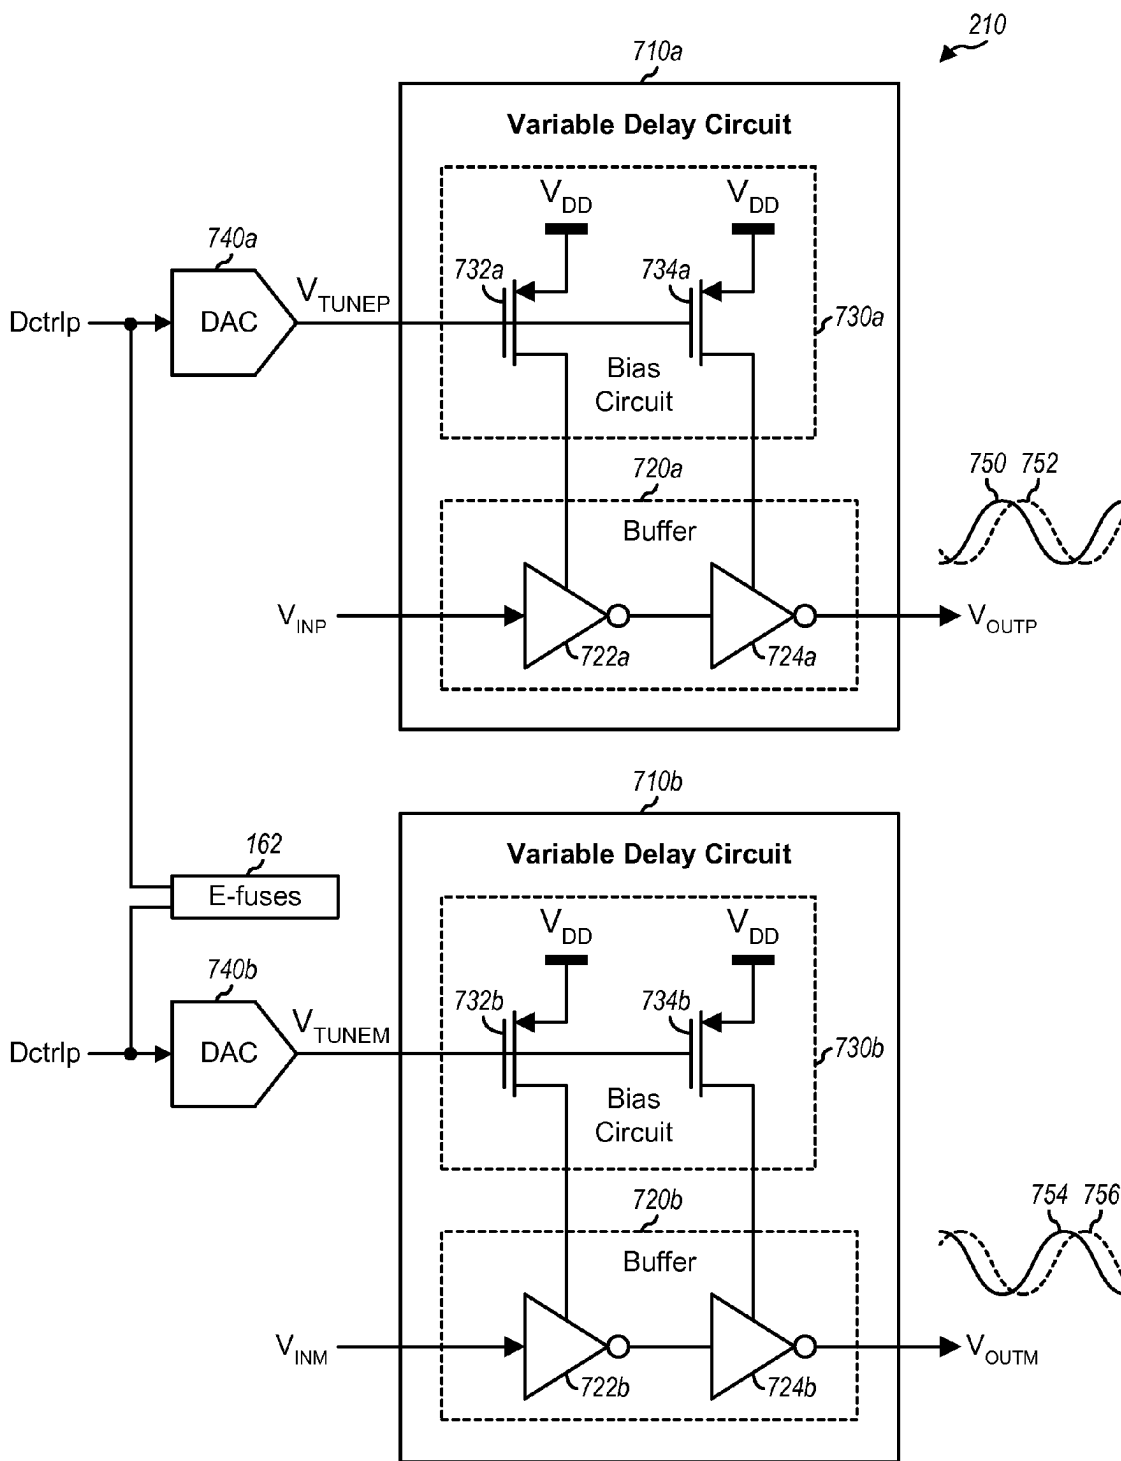 210
710a
Variable Delay Circuit
VDD VDD
740a
732a 734a
VTUNEP
Dctrlp DAC
730a
Bias
Circuit
720a
750 752
Buffer
VINP
VOUTP
722a 724a
710b
Variable Delay Circuit
162
E-fuses
VDD VDD
740b
732b 734b
VTUNEM
Dctrlp DAC
730b
Bias
Circuit
720b
754 756
Buffer
VINM
VOUTM
722b 724b